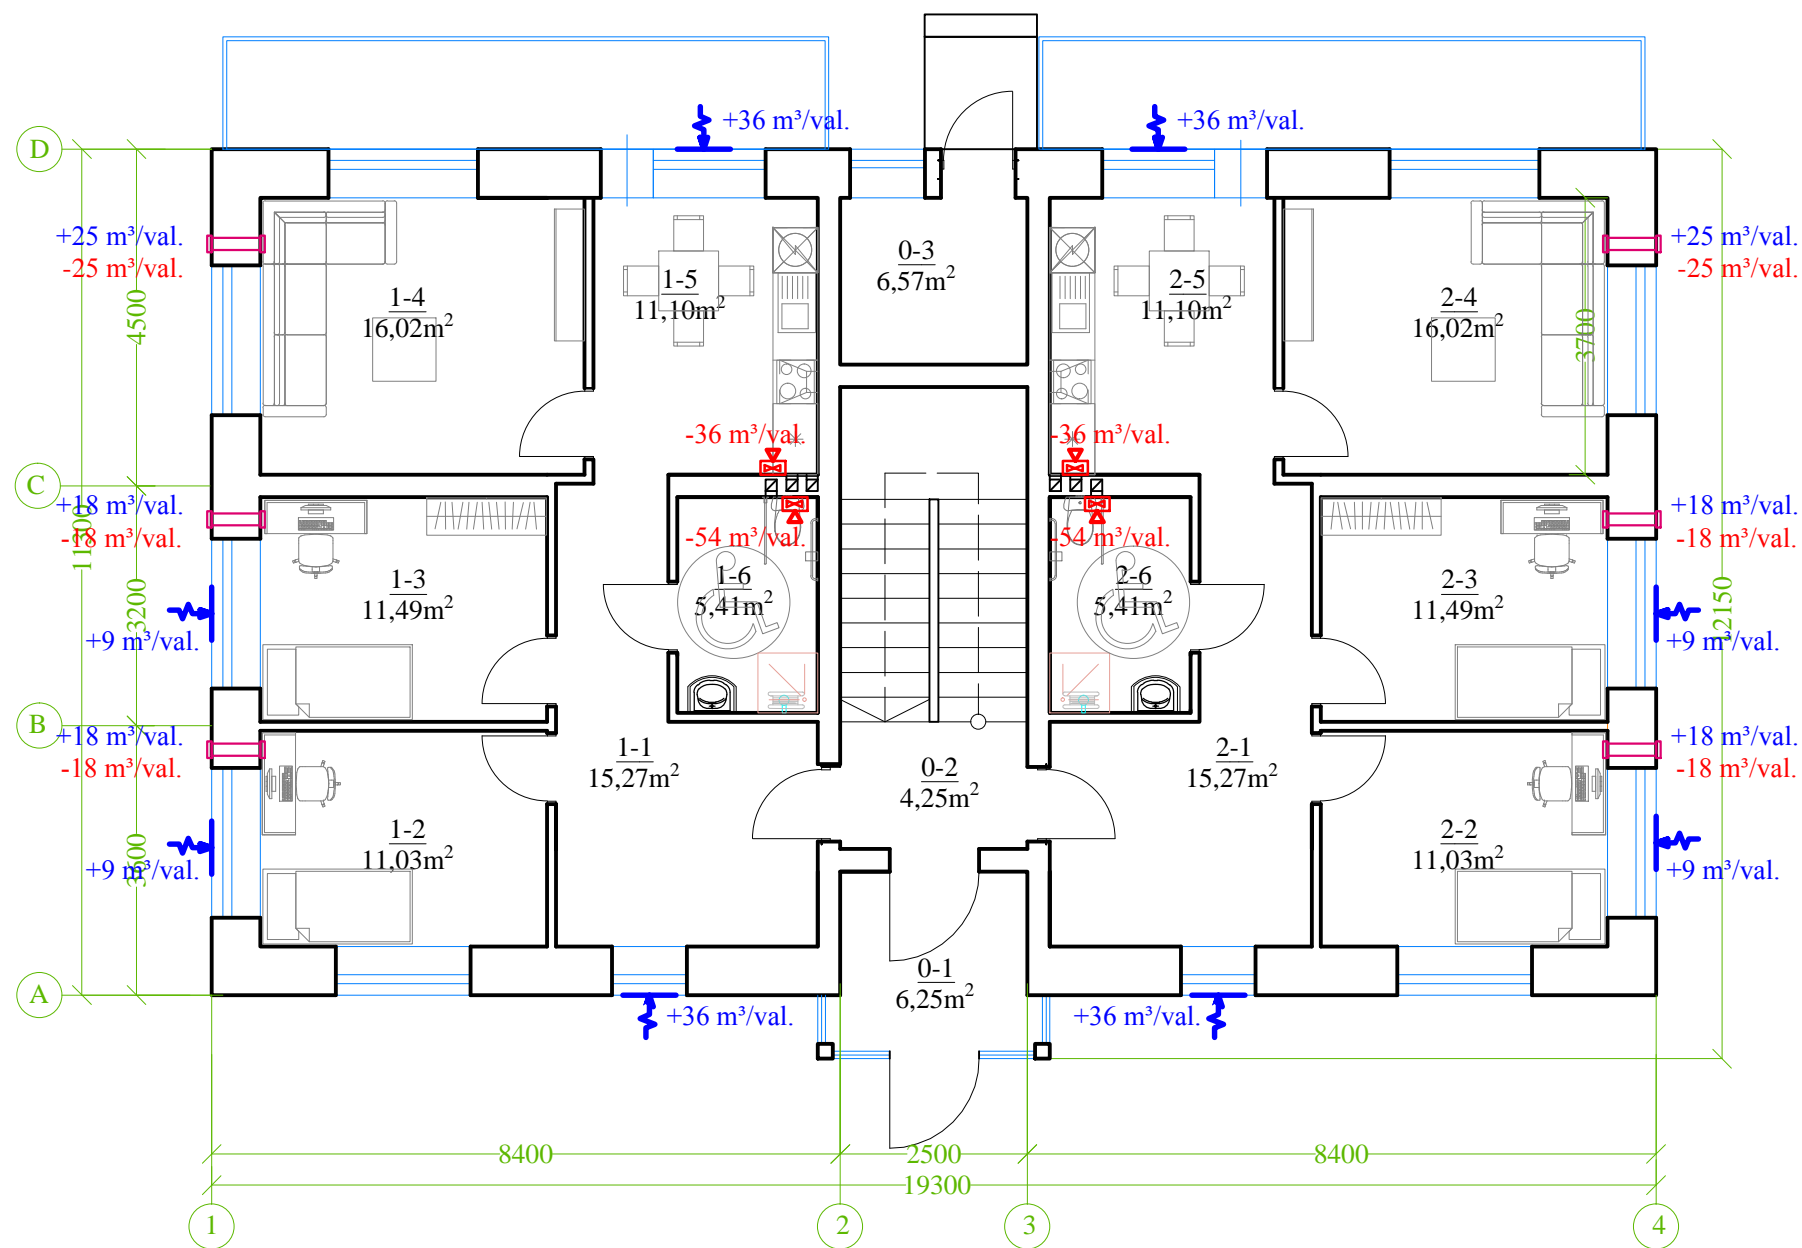 +36 m³/val.
+36 m³/val.
D
+25 m³/val.
-25 m³/val.
+25 m³/val.
-25 m³/val.
0-3
6,57m²
1-5
11,10m²
2-5
11,10m²
1-4
16,02m²
2-4
16,02m²
4500
3700
-36 m³/val.
-36 m³/val.
C
+18 m³/val.
-18 m³/val.
+18 m³/val.
-18 m³/val.
11300
-54 m³/val.
-54 m³/val.
1-3
11,49m²
1-6
5,41m²
2-6
5,41m²
2-3
11,49m²
3200
12150
+9 m³/val.
+9 m³/val.
B
+18 m³/val.
-18 m³/val.
+18 m³/val.
-18 m³/val.
1-1
15,27m²
0-2
4,25m²
2-1
15,27m²
1-2
11,03m²
2-2
11,03m²
+9 m³/val.
+9 m³/val.
3600
A
0-1
6,25m²
+36 m³/val.
+36 m³/val.
8400
2500
8400
19300
1
2
3
4